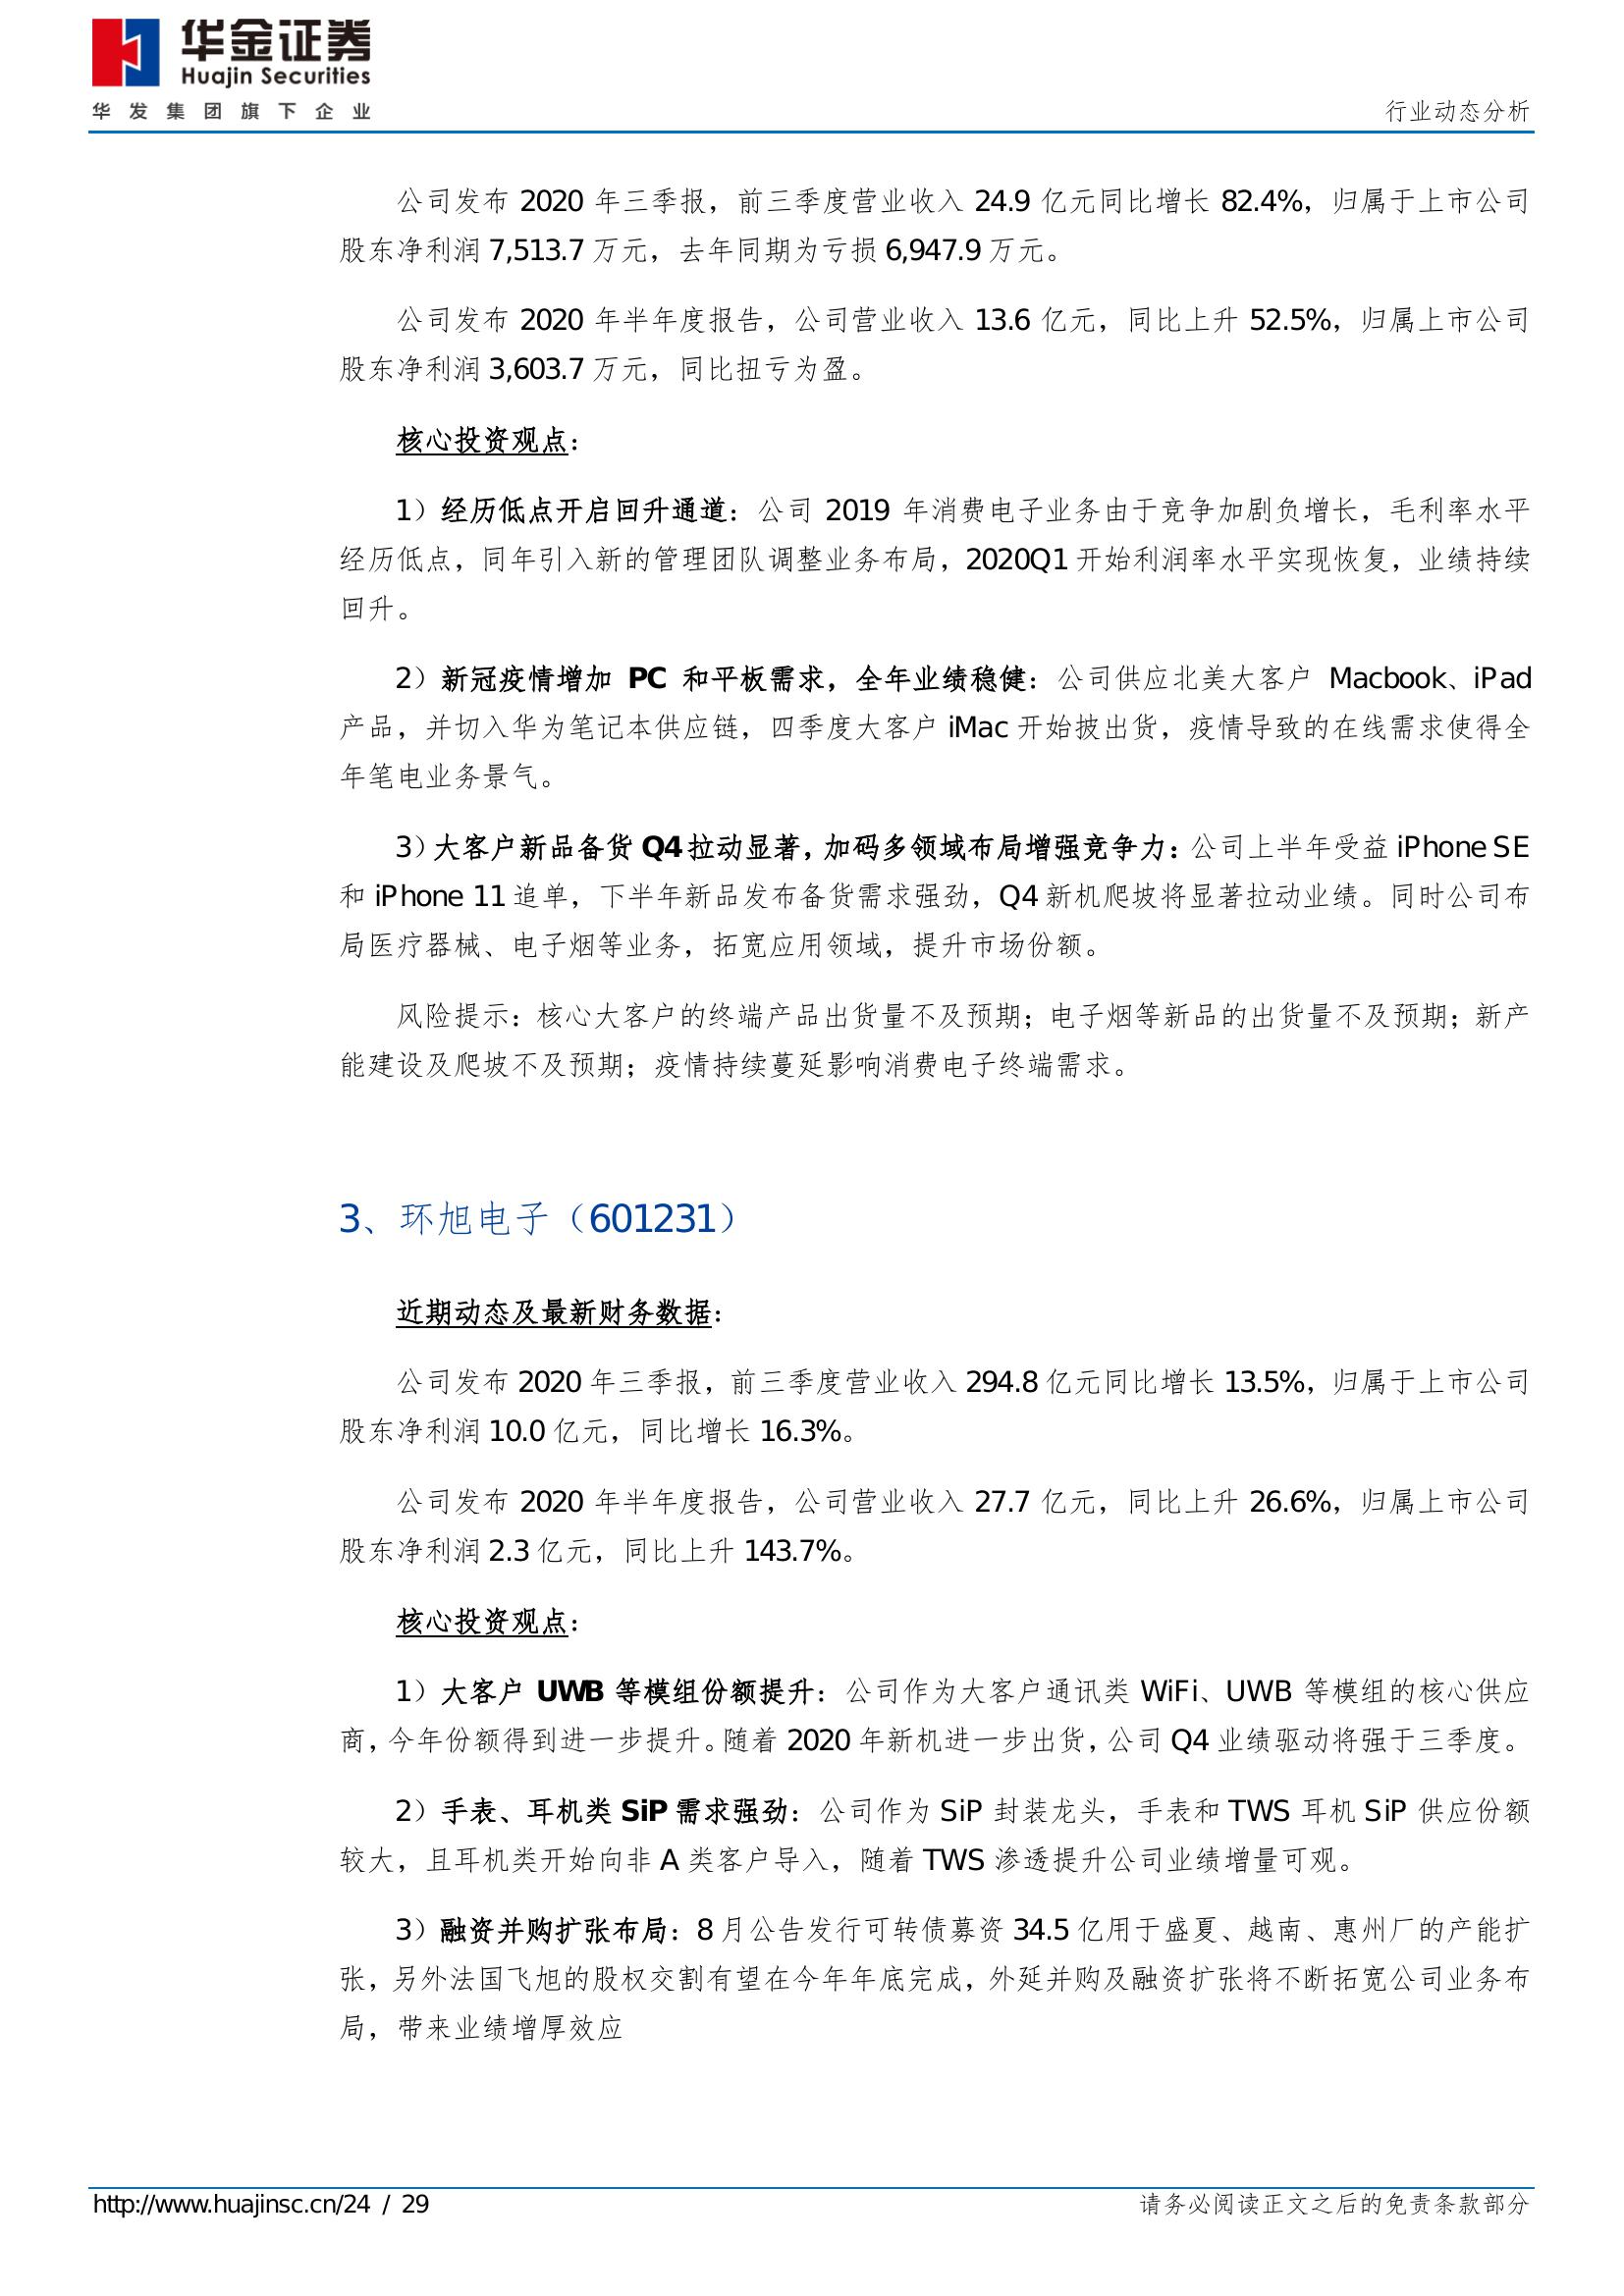 华金证券
Huajin Securities
华发集团旗下企业
行业动态分析
公司发布 2020 年三季报，前三季度营业收入 24.9 亿元同比增长 82.4%，归属于上市公司
股东净利润 7,513.7 万元，去年同期为亏损 6,947.9 万元。
公司发布 2020 年半年度报告，公司营业收入 13.6 亿元，同比上升 52.5%，归属上市公司
股东净利润 3,603.7 万元，同比扭亏为盈。
核心投资观点：
1）经历低点开启回升通道：公司 2019 年消费电子业务由于竞争加剧负增长，毛利率水平
经历低点，同年引入新的管理团队调整业务布局，2020Q1 开始利润率水平实现恢复，业绩持续
回升。
2）新冠疫情增加 PC 和平板需求，全年业绩稳健：公司供应北美大客户 Macbook、iPad
产品，并切入华为笔记本供应链，四季度大客户 iMac 开始披出货，疫情导致的在线需求使得全
年笔电业务景气。
3）大客户新品备货 Q4 拉动显著，加码多领域布局增强竞争力：公司上半年受益 iPhone SE
和 iPhone 11 追单，下半年新品发布备货需求强劲，Q4 新机爬坡将显著拉动业绩。同时公司布
局医疗器械、电子烟等业务，拓宽应用领域，提升市场份额。
风险提示：核心大客户的终端产品出货量不及预期；电子烟等新品的出货量不及预期；新产
能建设及爬坡不及预期；疫情持续蔓延影响消费电子终端需求。
3、环旭电子（601231）
近期动态及最新财务数据：
公司发布 2020 年三季报，前三季度营业收入 294.8 亿元同比增长 13.5%，归属于上市公司
股东净利润 10.0 亿元，同比增长 16.3%。
公司发布 2020 年半年度报告，公司营业收入 27.7 亿元，同比上升 26.6%，归属上市公司
股东净利润 2.3 亿元，同比上升 143.7%。
核心投资观点：
1）大客户 UWB 等模组份额提升：公司作为大客户通讯类 WiFi、UWB 等模组的核心供应
商，今年份额得到进一步提升。随着 2020 年新机进一步出货，公司 Q4 业绩驱动将强于三季度。
2）手表、耳机类 SiP 需求强劲：公司作为 SiP 封装龙头，手表和 TWS 耳机 SiP 供应份额
较大，且耳机类开始向非 A 类客户导入，随着 TWS 渗透提升公司业绩增量可观。
3）融资并购扩张布局：8 月公告发行可转债募资 34.5 亿用于盛夏、越南、惠州厂的产能扩
张，另外法国飞旭的股权交割有望在今年年底完成，外延并购及融资扩张将不断拓宽公司业务布
局，带来业绩增厚效应
http://www.huajinsc.cn/24 / 29
请务必阅读正文之后的免责条款部分